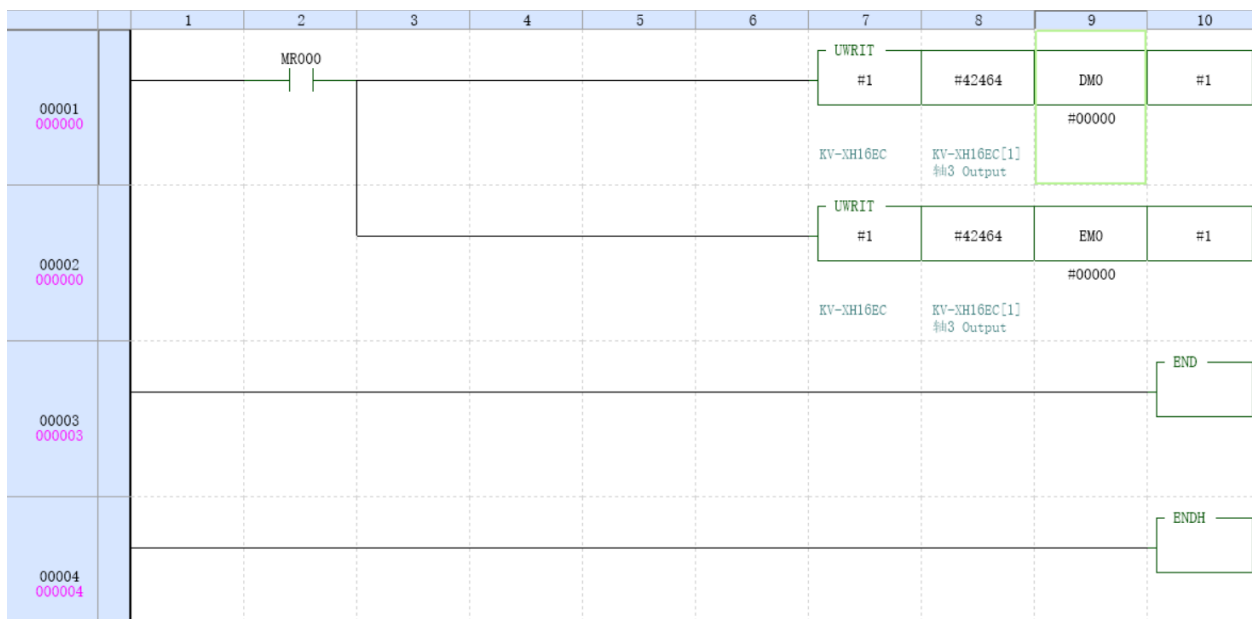 1 2 3 4 5 6 7 8 9 10
MR000
UWRIT
00001
000000
#1 #42464 DM0 #1
#00000
KV-XH16EC KV-XH16EC[1]
轴3 Output
UWRIT
00002
000000
#1 #42464 EM0 #1
#00000
KV-XH16EC KV-XH16EC[1]
轴3 Output
END
00003
000003
ENDH
00004
000004